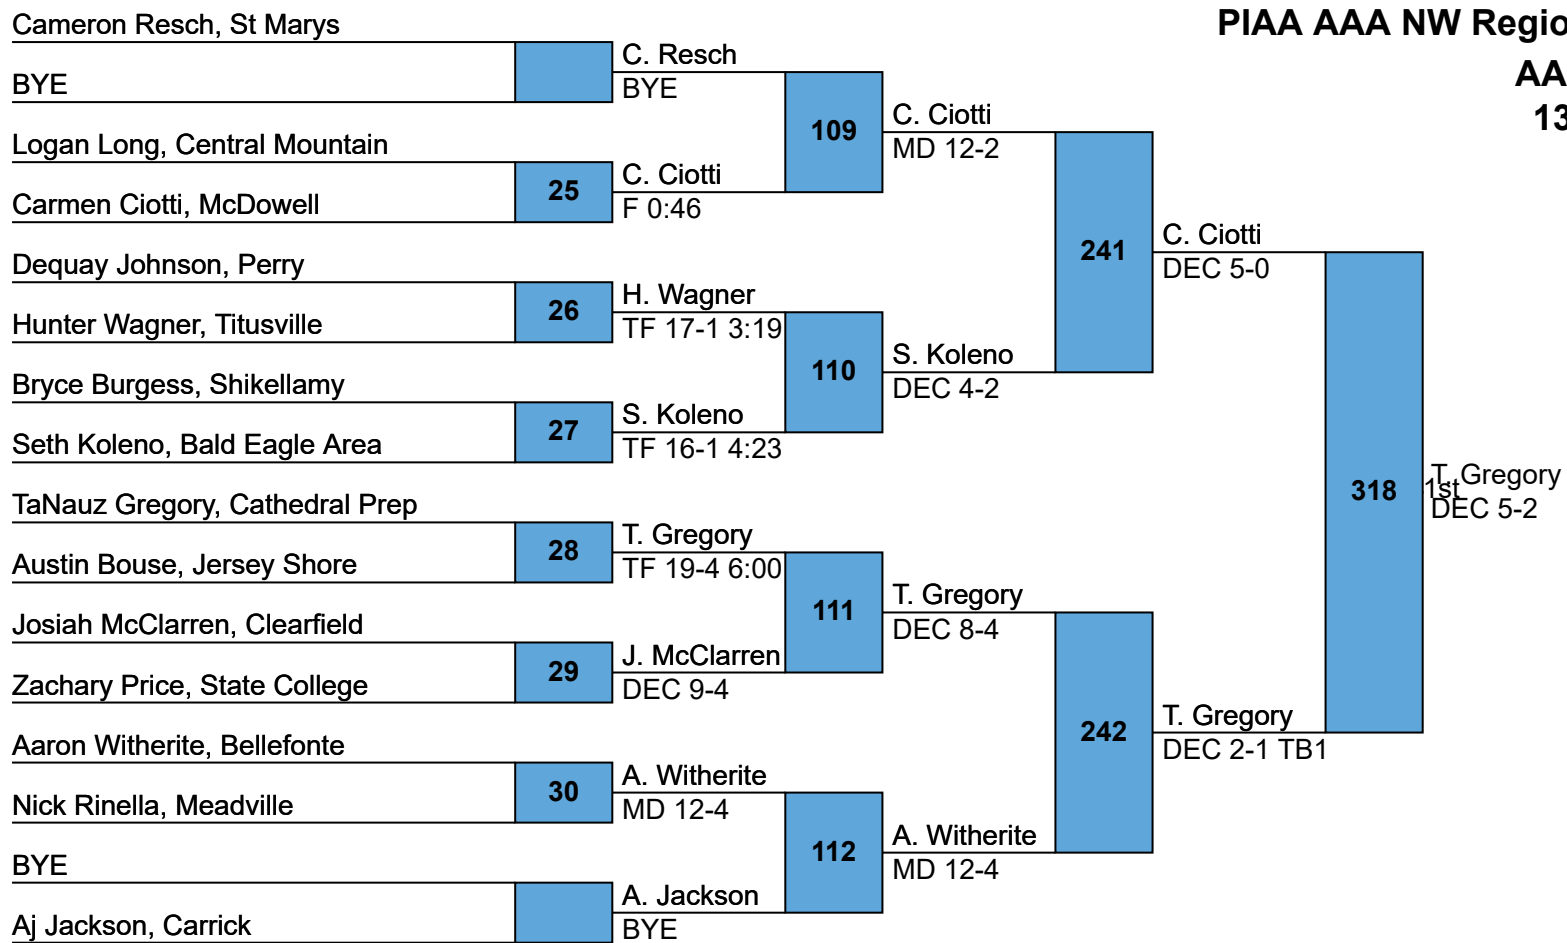 Cameron Resch, St Marys
PIAA AAA NW Regio
C. Resch
BYE
BYE
AA
109
C. Ciotti
MD 12-2
13
Logan Long, Central Mountain
25
C. Ciotti
F 0:46
Carmen Ciotti, McDowell
241
C. Ciotti
DEC 5-0
Dequay Johnson, Perry
26
H. Wagner
TF 17-1 3:19
Hunter Wagner, Titusville
110
S. Koleno
DEC 4-2
Bryce Burgess, Shikellamy
27
S. Koleno
TF 16-1 4:23
Seth Koleno, Bald Eagle Area
318
1st
T. Gregory
DEC 5-2
TaNauz Gregory, Cathedral Prep
28
T. Gregory
TF 19-4 6:00
Austin Bouse, Jersey Shore
111
T. Gregory
DEC 8-4
Josiah McClarren, Clearfield
29
J. McClarren
DEC 9-4
Zachary Price, State College
242
T. Gregory
DEC 2-1 TB1
Aaron Witherite, Bellefonte
30
A. Witherite
MD 12-4
Nick Rinella, Meadville
112
A. Witherite
MD 12-4
BYE
A. Jackson
BYE
Aj Jackson, Carrick